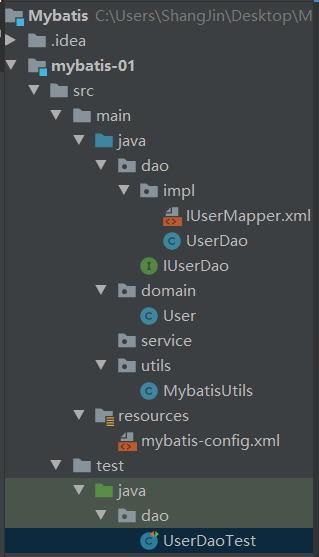 Mybatis C:\Users\ShangJin\Desktop\M
.idea
mybatis-01
src
main
java
dao
impl
IUserMapper.xml
UserDao
IUserDao
domain
User
service
utils
MybatisUtils
resources
mybatis-config.xml
test
java
dao
UserDaoTest